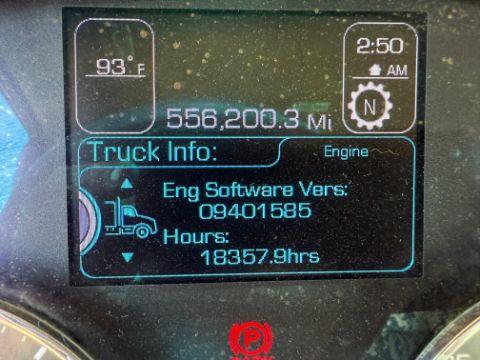 93°F
2:50
AM
N
556,200.3 Mi
Truck Info:
Engine
Eng Software Vers:
09401585
Hours:
18357.9hrs
P